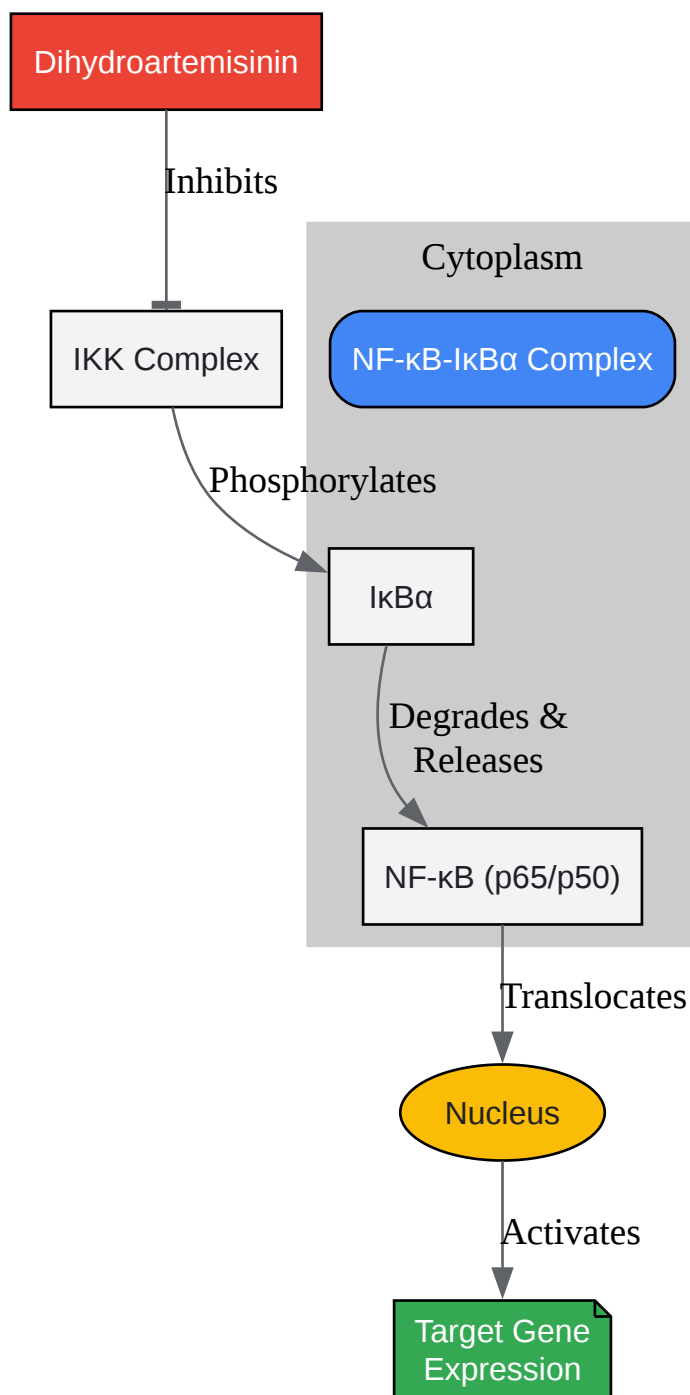 Dihydroartemisinin
Inhibits
Cytoplasm
IKK Complex
NF-κB-IκBα Complex
Phosphorylates
IκBα
Degrades &
Releases
NF-κB (p65/p50)
Translocates
Nucleus
Activates
Target Gene
Expression